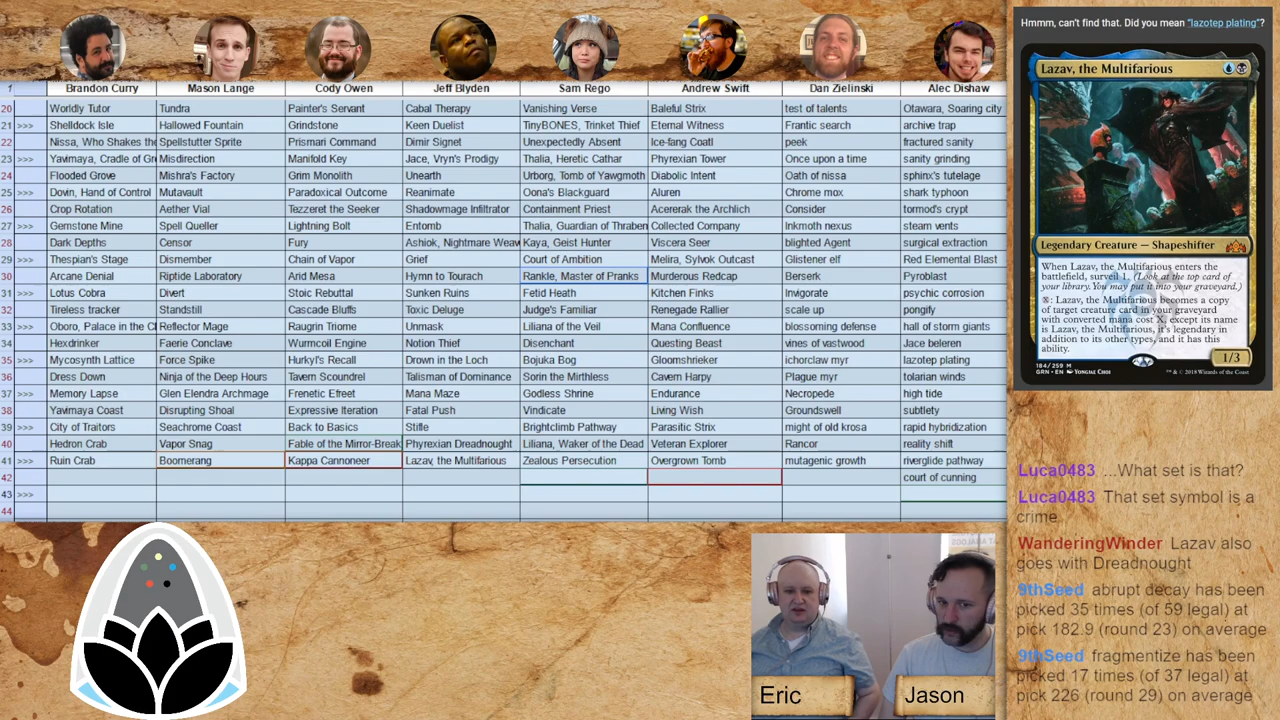 1 Brandon Curry Mason Lange Cody Owen Jeff Blyden Sam Rego Andrew Swift Dan Zielinski Alec Dishaw
20 Worldly Tutor Tundra Painter's Servant Cabal Therapy Vanishing Verse Baleful Strix test of talents Otawara, Soaring city
21 >>> Shelldock Isle Hallowed Fountain Grindstone Keen Duelist TinyBONES, Trinket Thief Eternal Witness Frantic search archive trap
22 Nissa, Who Shakes the Spellstutter Sprite Prismari Command Dimir Signet Unexpectedly Absent Ice-fang Coatl peek fractured sanity
23 >>> Yavimaya, Cradle of Gr Misdirection Manifold Key Jace, Vryn's Prodigy Thalia, Heretic Cathar Phyrexian Tower Once upon a time sanity grinding
24 Flooded Grove Mishra's Factory Grim Monolith Unearth Urborg, Tomb of Yawgmoth Diabolic Intent Oath of nissa sphinx's tutelage
25 >>> Dovin, Hand of Control Mutavault Paradoxical Outcome Reanimate Oona's Blackguard Aluren Chrome mox shark typhoon
26 Crop Rotation Aether Vial Tezzeret the Seeker Shadowmage Infiltrator Containment Priest Acererak the Archlich Consider tormod's crypt
27 >>> Gemstone Mine Spell Queller Lightning Bolt Entomb Thalia, Guardian of Thraben Collected Company Inkmoth nexus steam vents
28 Dark Depths Censor Fury Ashiok, Nightmare Weav Kaya, Geist Hunter Viscera Seer blighted Agent surgical extraction
29 >>> Thespian's Stage Dismember Chain of Vapor Grief Court of Ambition Melira, Sylvok Outcast Glistener elf Red Elemental Blast
30 Arcane Denial Riptide Laboratory Arid Mesa Hymn to Tourach Rankle, Master of Pranks Murderous Redcap Berserk Pyroblast
31 >>> Lotus Cobra Divert Stoic Rebuttal Sunken Ruins Fetid Heath Kitchen Finks Invigorate psychic corrosion
32 Tireless tracker Standstill Cascade Bluffs Toxic Deluge Judge's Familiar Renegade Rallier scale up pongify
33 >>> Oboro, Palace in the Cl Reflector Mage Raugrin Triome Unmask Liliana of the Veil Mana Confluence blossoming defense hall of storm giants
34 Hexdrinker Faerie Conclave Wurmcoil Engine Notion Thief Disenchant Questing Beast vines of vastwood Jace beleren
35 >>> Mycosynth Lattice Force Spike Hurkyl's Recall Drown in the Loch Bojuka Bog Gloomshrieker ichorclaw myr lazotep plating
36 Dress Down Ninja of the Deep Hours Tavern Scoundrel Talisman of Dominance Sorin the Mirthless Cavern Harpy Plague myr tolarian winds
37 >>> Memory Lapse Glen Elendra Archmage Frenetic Efreet Mana Maze Godless Shrine Endurance Necropede high tide
38 Yavimaya Coast Disrupting Shoal Expressive Iteration Fatal Push Vindicate Living Wish Groundswell subtlety
39 >>> City of Traitors Seachrome Coast Back to Basics Stifle Brightclimb Pathway Parasitic Strix might of old krosa rapid hybridization
40 Hedron Crab Vapor Snag Fable of the Mirror-Break Phyrexian Dreadnought Liliana, Waker of the Dead Veteran Explorer Rancor reality shift
41 >>> Ruin Crab Boomerang Kappa Cannoneer Lazav, the Multifarious Zealous Persecution Overgrown Tomb mutagenic growth riverglide pathway
42 court of cunning
43 >>>
44
Hmmm, can't find that. Did you mean "lazotep plating"?
Lazav, the Multifarious
Legendary Creature — Shapeshifter
When Lazav, the Multifarious enters the
battlefield, surveil 1. (Look at the top card of
your library. You may put it into your graveyard.)
X: Lazav, the Multifarious becomes a copy
of target creature card in your graveyard
with converted mana cost X, except its name
is Lazav, the Multifarious, it's legendary in
addition to its other types, and it has this
ability.
1/3
184/259 M
GRN • EN YONGJAE CHOI
™ & © 2018 Wizards of the Coast
Luca0483 ...What set is that?
Luca0483 That set symbol is a
crime
WanderingWinder Lazav also
goes with Dreadnought
9thSeed abrupt decay has been
picked 35 times (of 59 legal) at
pick 182.9 (round 23) on average
9thSeed fragmentize has been
picked 17 times (of 37 legal) at
pick 226 (round 29) on average
Eric
Jason